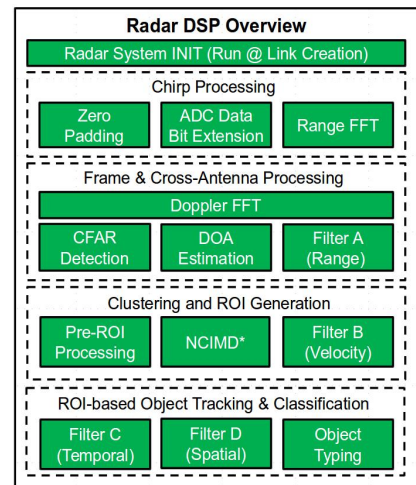 Radar DSP Overview
Radar System INIT (Run @ Link Creation)
Chirp Processing
Zero
Padding
ADC Data
Bit Extension
Range FFT
Frame & Cross-Antenna Processing
Doppler FFT
CFAR
Detection
DOA
Estimation
Filter A
(Range)
Clustering and ROI Generation
Pre-ROI
Processing
NCIMD*
Filter B
(Velocity)
ROI-based Object Tracking & Classification
Filter C
(Temporal)
Filter D
(Spatial)
Object
Typing